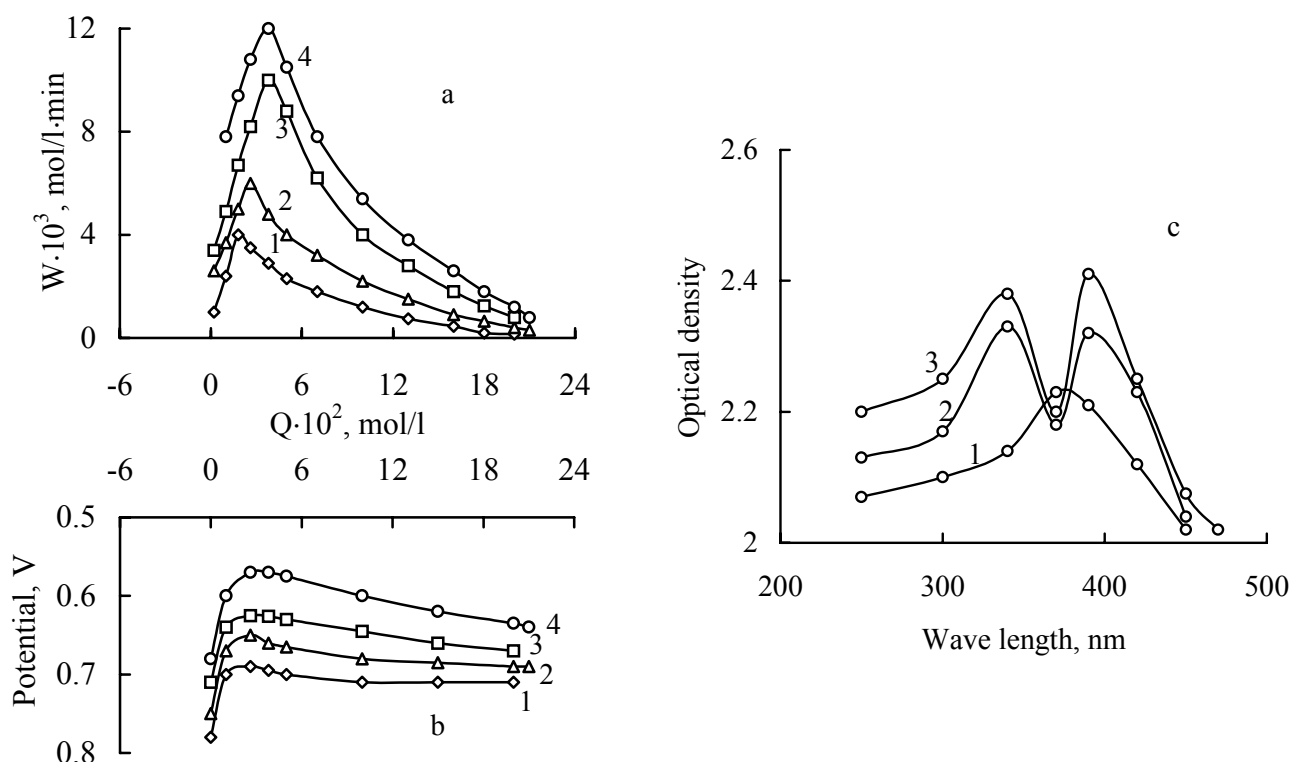 W·10³, mol/l·min
12
8
4
0
4
3
2
1
a
-6 0 6 12 18 24
Q·10², mol/l
-6 0 6 12 18 24
Potential, V
0.5
0.6
0.7
0.8
4
3
2
1
b
Optical density
2.6
2.4
2.2
2
c
3
2
1
200 300 400 500
Wave length, nm